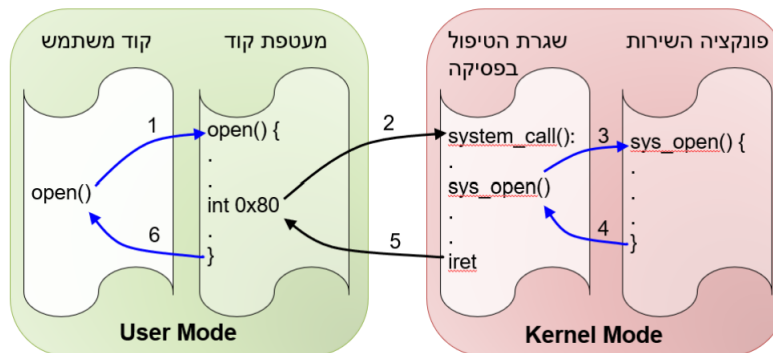 קוד משתמש
מעטפת קוד
שגרת הטיפול
בפסיקה
פונקציה השירות
open()
1
6
open() {
.
.
int 0x80
.
}
2
5
system_call():
.
sys_open()
.
.
iret
3
4
sys_open() {
.
.
.
}
User Mode
Kernel Mode